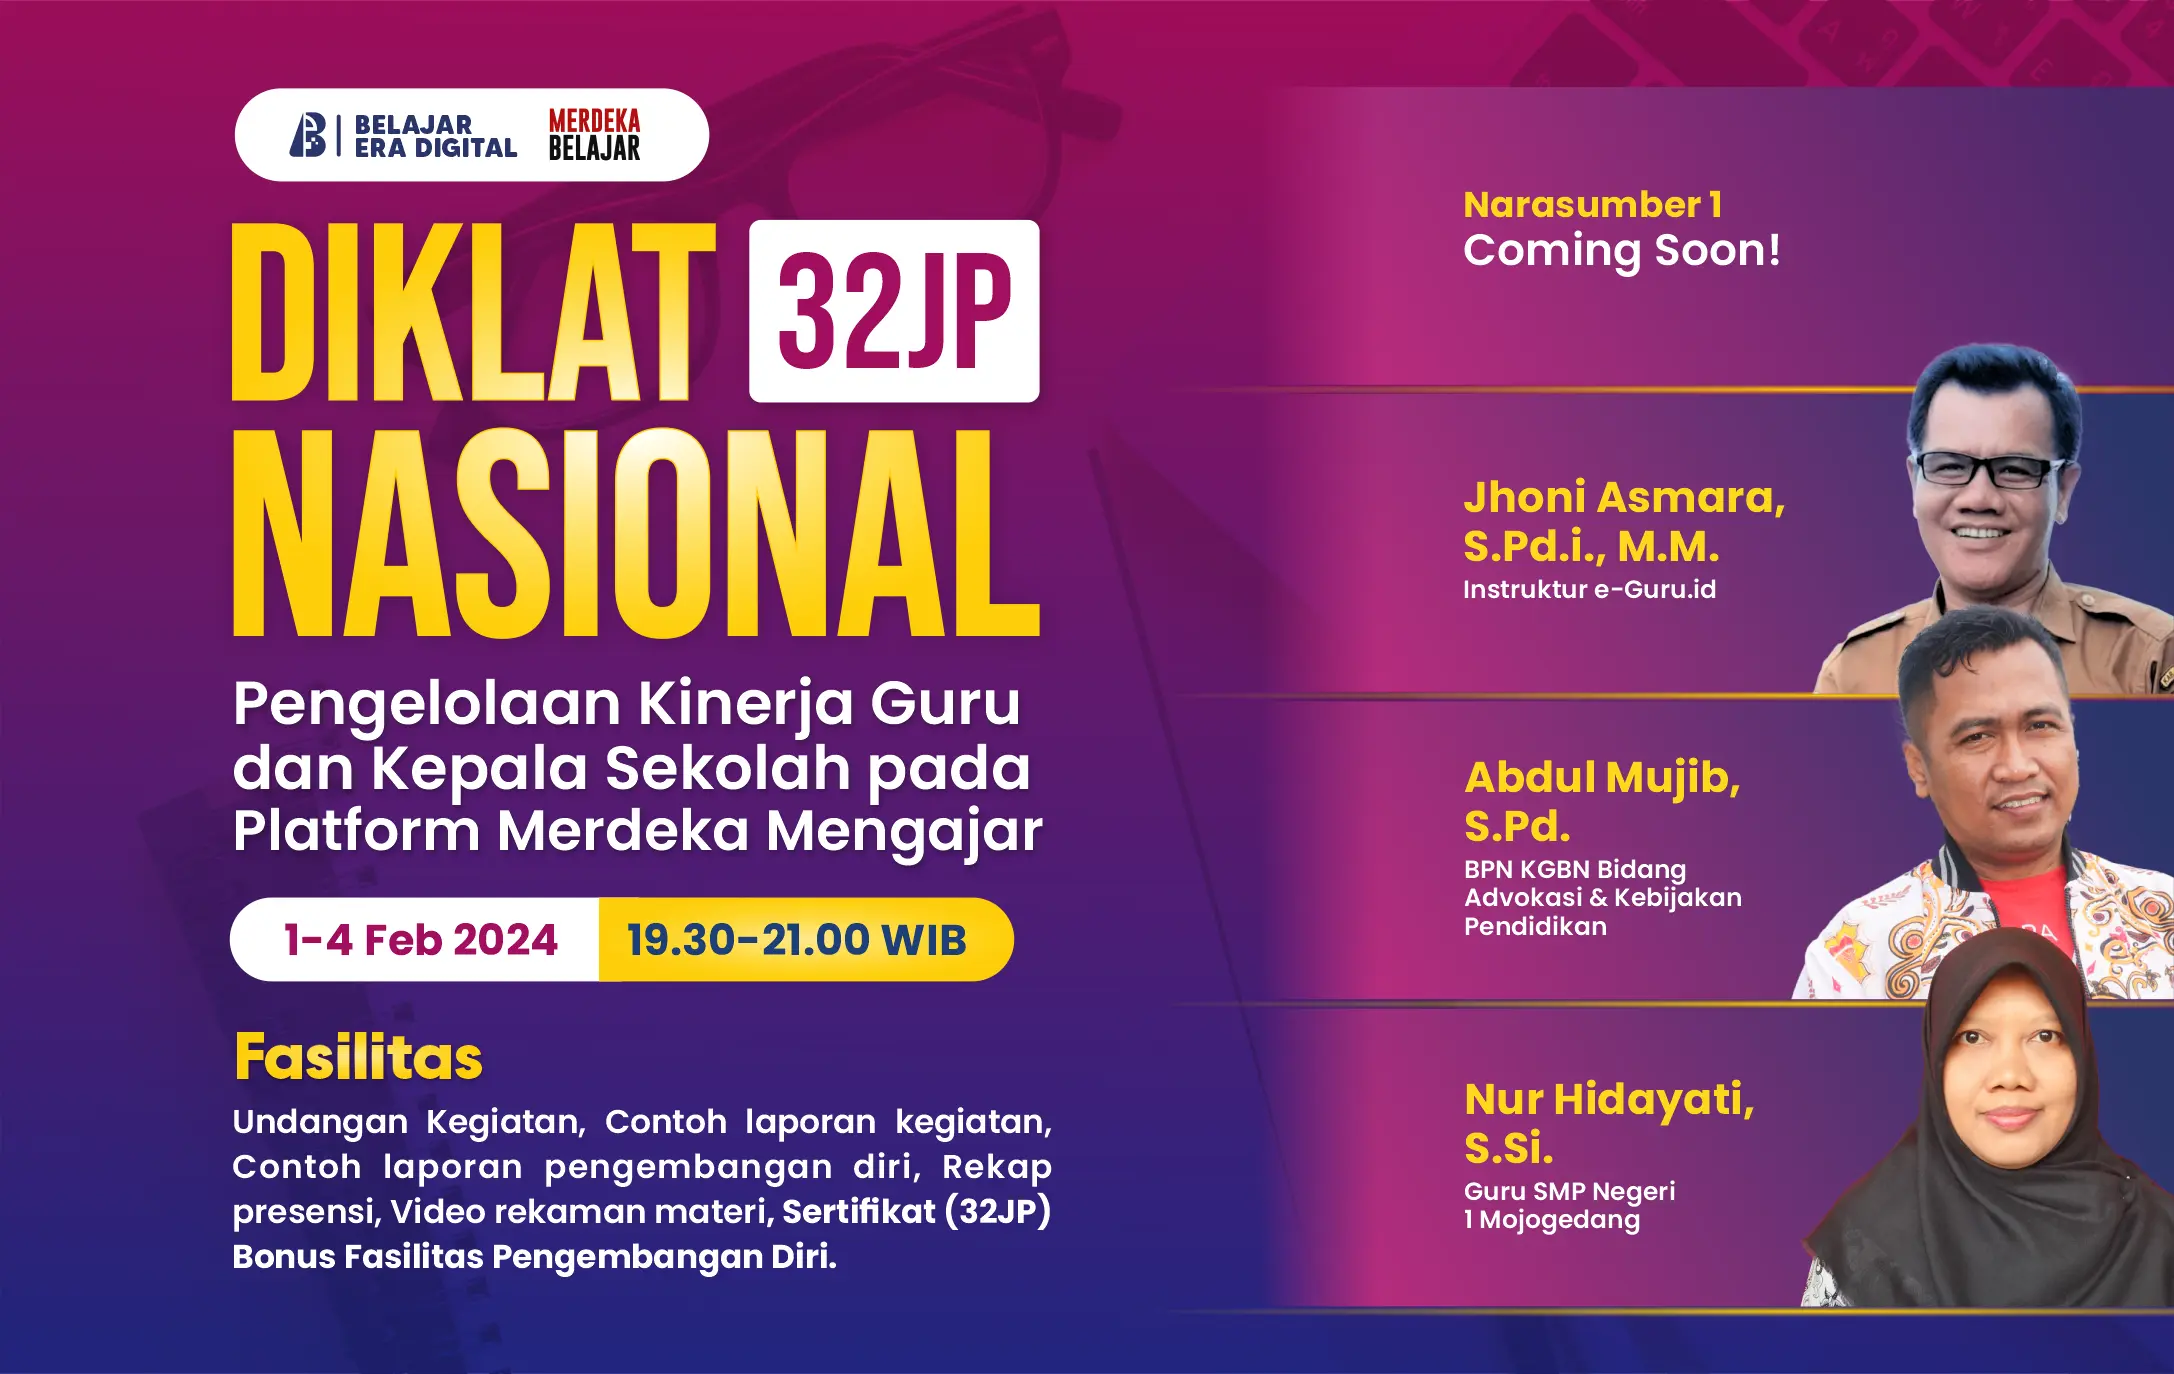 BELAJAR
ERA DIGITAL
MERDEKA
BELAJAR
DIKLAT
32JP
NASIONAL
Pengelolaan Kinerja Guru
dan Kepala Sekolah pada
Platform Merdeka Mengajar
1-4 Feb 2024
19.30-21.00 WIB
Fasilitas
Undangan Kegiatan, Contoh laporan kegiatan,
Contoh laporan pengembangan diri, Rekap
presensi, Video rekaman materi, Sertifikat (32JP)
Bonus Fasilitas Pengembangan Diri.
Narasumber 1
Coming Soon!
Jhoni Asmara,
S.Pd.i., M.M.
Instruktur e-Guru.id
Abdul Mujib,
S.Pd.
BPN KGBN Bidang
Advokasi & Kebijakan
Pendidikan
Nur Hidayati,
S.Si.
Guru SMP Negeri
1 Mojogedang